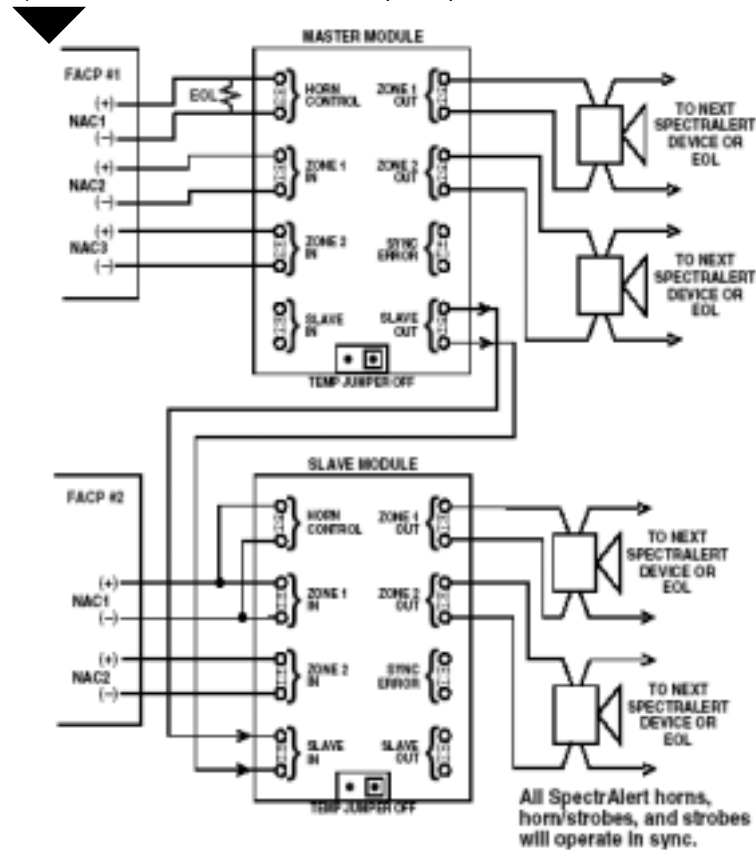 MASTER MODULE
FACP #1
(+)
NAC1
(−)
(+)
NAC2
(−)
(+)
NAC3
(−)
EOL
HORN
CONTROL
ZONE 1
IN
ZONE 2
IN
SLAVE
IN
ZONE 1
OUT
ZONE 2
OUT
SYNC
ERROR
SLAVE
OUT
TEMP JUMPER OFF
TO NEXT
SPECTRALERT
DEVICE OR
EOL
TO NEXT
SPECTRALERT
DEVICE OR
EOL
SLAVE MODULE
FACP #2
(+)
NAC1
(−)
(+)
NAC2
(−)
HORN
CONTROL
ZONE 1
IN
ZONE 2
IN
SLAVE
IN
ZONE 1
OUT
ZONE 2
OUT
SYNC
ERROR
SLAVE
OUT
TEMP JUMPER OFF
TO NEXT
SPECTRALERT
DEVICE OR
EOL
TO NEXT
SPECTRALERT
DEVICE OR
EOL
All SpectrAlert horns,
horn/strobes, and strobes
will operate in sync.